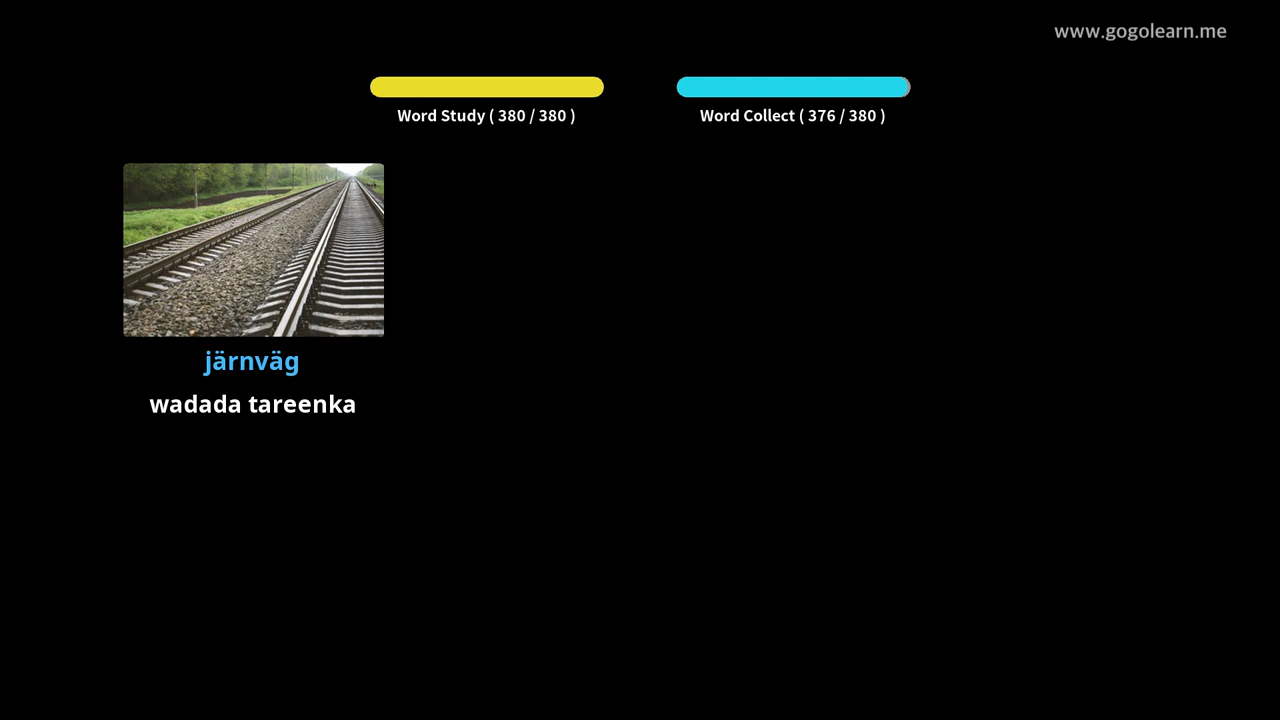 www.gogolearn.me
Word Study ( 380 / 380 )
Word Collect ( 376 / 380 )
järnväg
wadada tareenka